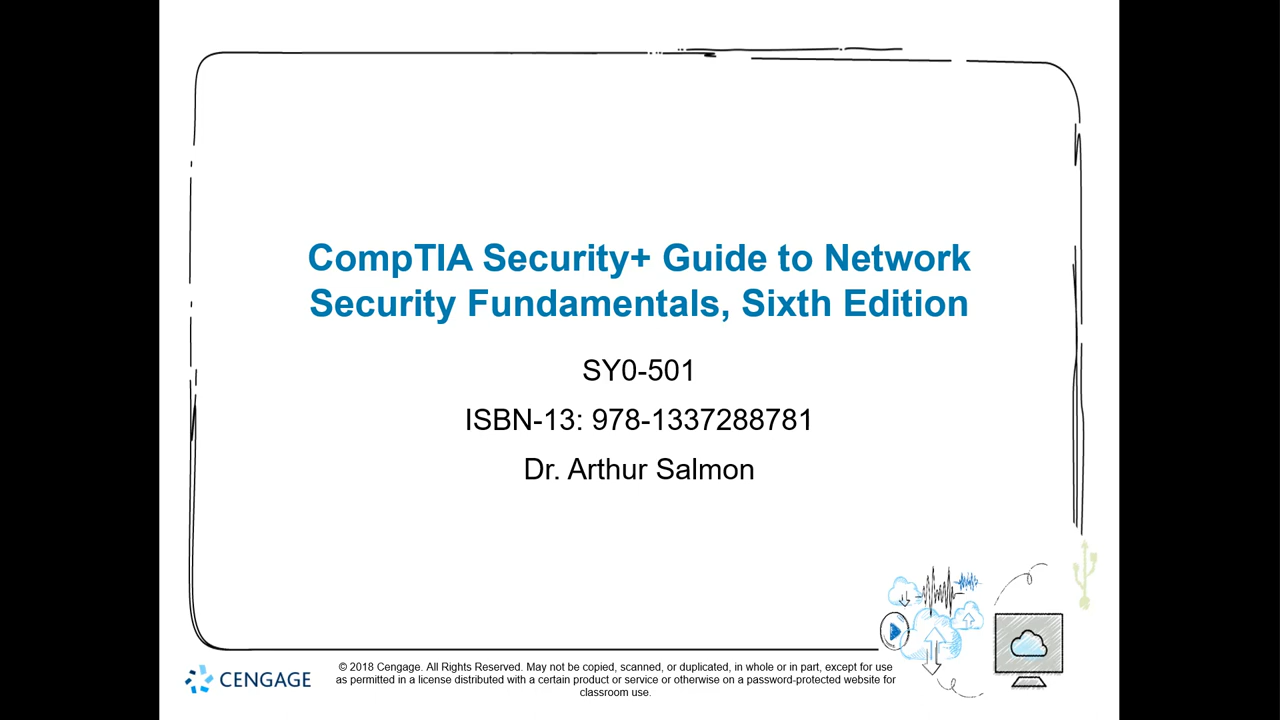 CompTIA Security+ Guide to Network
Security Fundamentals, Sixth Edition
SY0-501
ISBN-13: 978-1337288781
Dr. Arthur Salmon
CENGAGE
© 2018 Cengage. All Rights Reserved. May not be copied, scanned, or duplicated, in whole or in part, except for use
as permitted in a license distributed with a certain product or service or otherwise on a password-protected website for
classroom use.